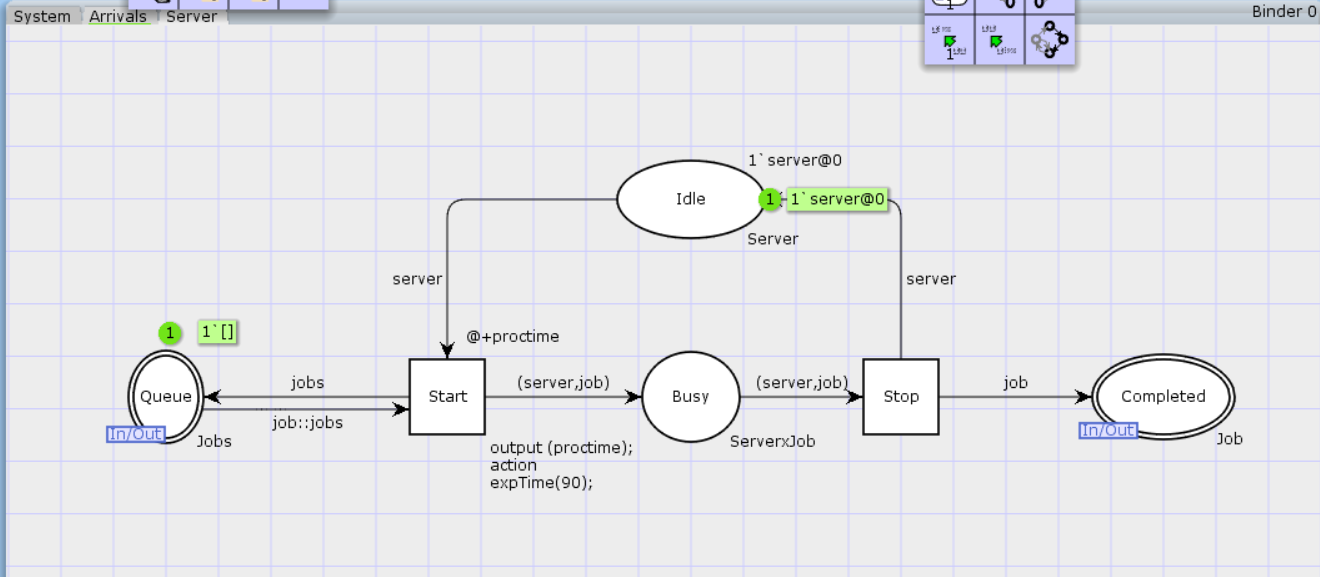 System Arrivals Server
Binder 0
1
1`server@0
Idle
1
1`server@0
Server
server
server
1
1`[]
@+proctime
Queue
jobs
job::jobs
Start
(server,job)
Busy
(server,job)
Stop
job
Completed
In/Out
Jobs
ServerxJob
In/Out
Job
output (proctime);
action
expTime(90);